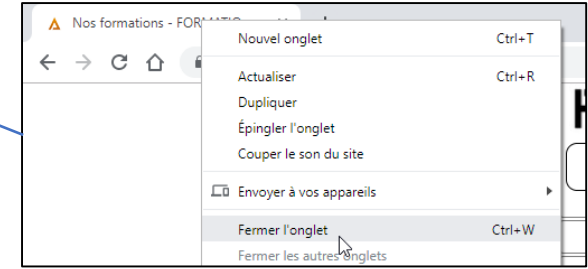 Nos formations - FOR
Nouvel onglet Ctrl+T
Actualiser Ctrl+R
Dupliquer
Épingler l'onglet
Couper le son du site
Envoyer à vos appareils
Fermer l'onglet Ctrl+W
Fermer les autres onglets